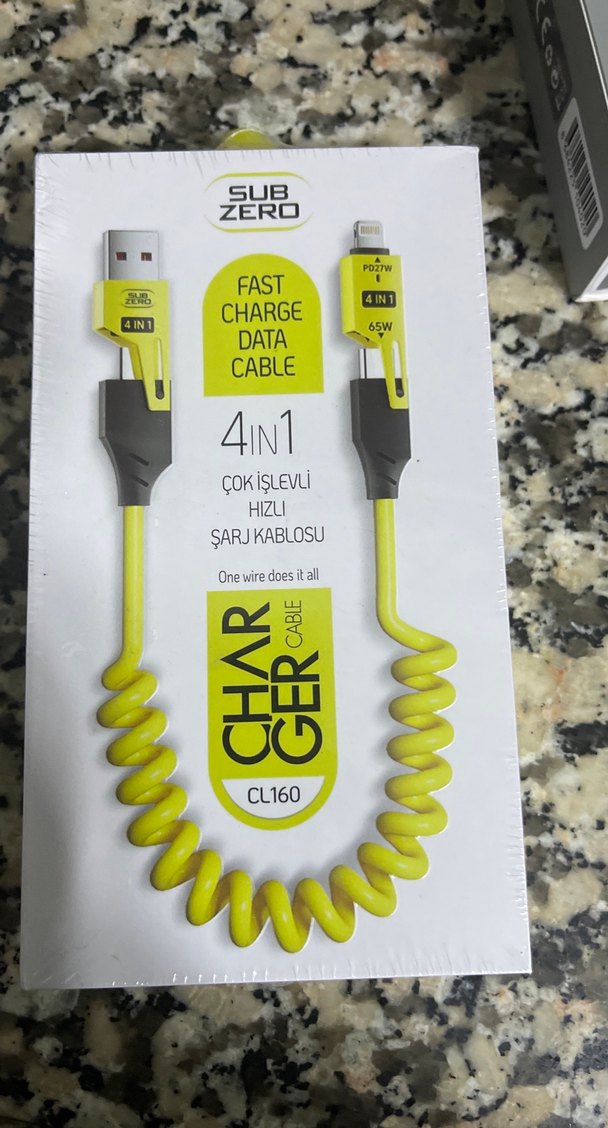 SUB
ZERO
SUB
ZERO
4 IN 1
FAST
CHARGE
DATA
CABLE
PD27W
4 IN 1
65W
4IN1
ÇOK İŞLEVLİ
HIZLI
ŞARJ KABLOSU
One wire does it all
CHAR
GER CABLE
CL160